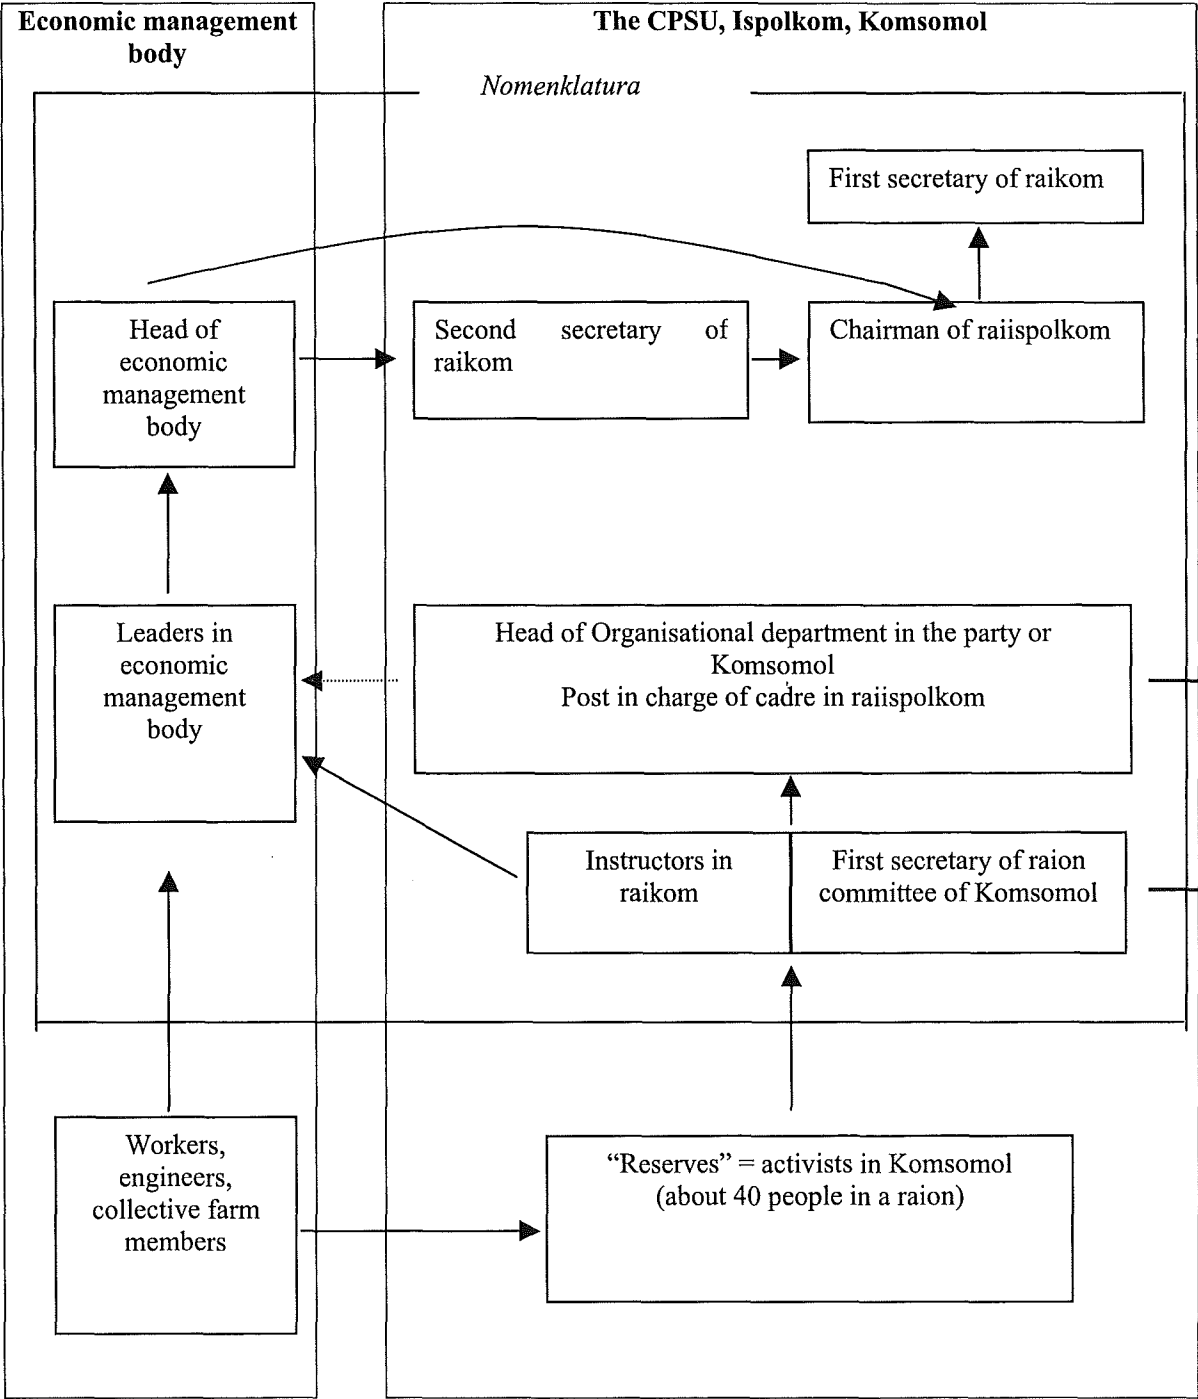 Economic management
body
The CPSU, Ispolkom, Komsomol
Nomenklatura
First secretary of raikom
Head of
economic
management
body
Second secretary of
raikom
Chairman of raiispolkom
Leaders in
economic
management
body
Head of Organisational department in the party or
Komsomol
Post in charge of cadre in raiispolkom
Instructors in
raikom
First secretary of raion
committee of Komsomol
Workers,
engineers,
collective farm
members
“Reserves” = activists in Komsomol
(about 40 people in a raion)